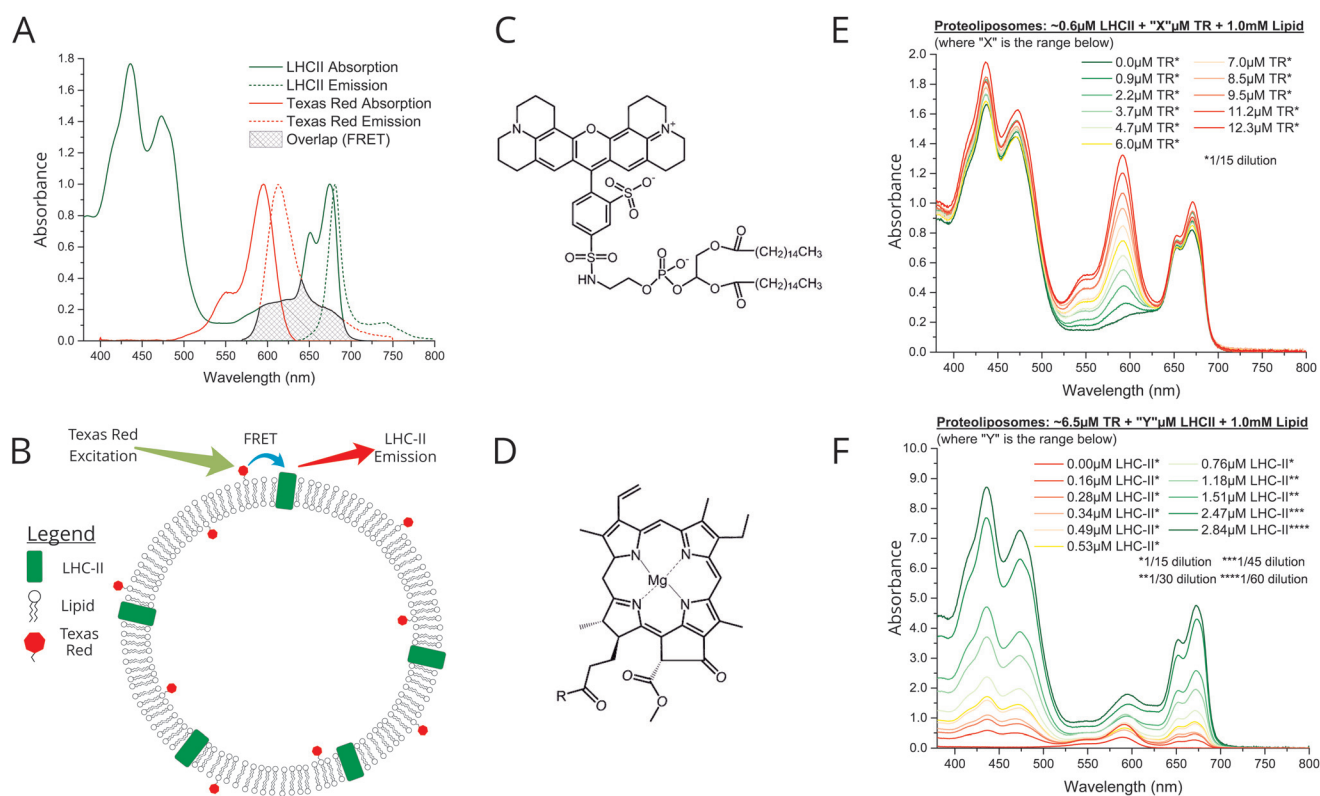 A
1.8
1.6
1.4
1.2
1.0
0.8
0.6
0.4
0.2
0.0
Absorbance
LHCII Absorption
LHCII Emission
Texas Red Absorption
Texas Red Emission
Overlap (FRET)
400 450 500 550 600 650 700 750 800
Wavelength (nm)
B
Texas Red
Excitation
FRET
LHC-II
Emission
Legend
LHC-II
Lipid
Texas
Red
C
N
O
N+
O
S
O-
O
O
S
O
HN
O
O
P
O-
O
O
O
(CH2)14CH3
O
O
(CH2)14CH3
D
N
N
Mg
N
N
R
O
O
O
O
E
Proteoliposomes: ~0.6μM LHCII + "X"μM TR + 1.0mM Lipid
(where "X" is the range below)
2.0
1.8
1.6
1.4
1.2
1.0
0.8
0.6
0.4
0.2
0.0
Absorbance
0.0μM TR*
0.9μM TR*
2.2μM TR*
3.7μM TR*
4.7μM TR*
6.0μM TR*
7.0μM TR*
8.5μM TR*
9.5μM TR*
11.2μM TR*
12.3μM TR*
*1/15 dilution
400 450 500 550 600 650 700 750 800
Wavelength (nm)
F
Proteoliposomes: ~6.5μM TR + "Y"μM LHCII + 1.0mM Lipid
(where "Y" is the range below)
10.0
9.0
8.0
7.0
6.0
5.0
4.0
3.0
2.0
1.0
0.0
Absorbance
0.00μM LHC-II*
0.16μM LHC-II*
0.28μM LHC-II*
0.34μM LHC-II*
0.49μM LHC-II*
0.53μM LHC-II*
0.76μM LHC-II*
1.18μM LHC-II**
1.51μM LHC-II**
2.47μM LHC-II***
2.84μM LHC-II****
*1/15 dilution ***1/45 dilution
**1/30 dilution ****1/60 dilution
400 450 500 550 600 650 700 750 800
Wavelength (nm)